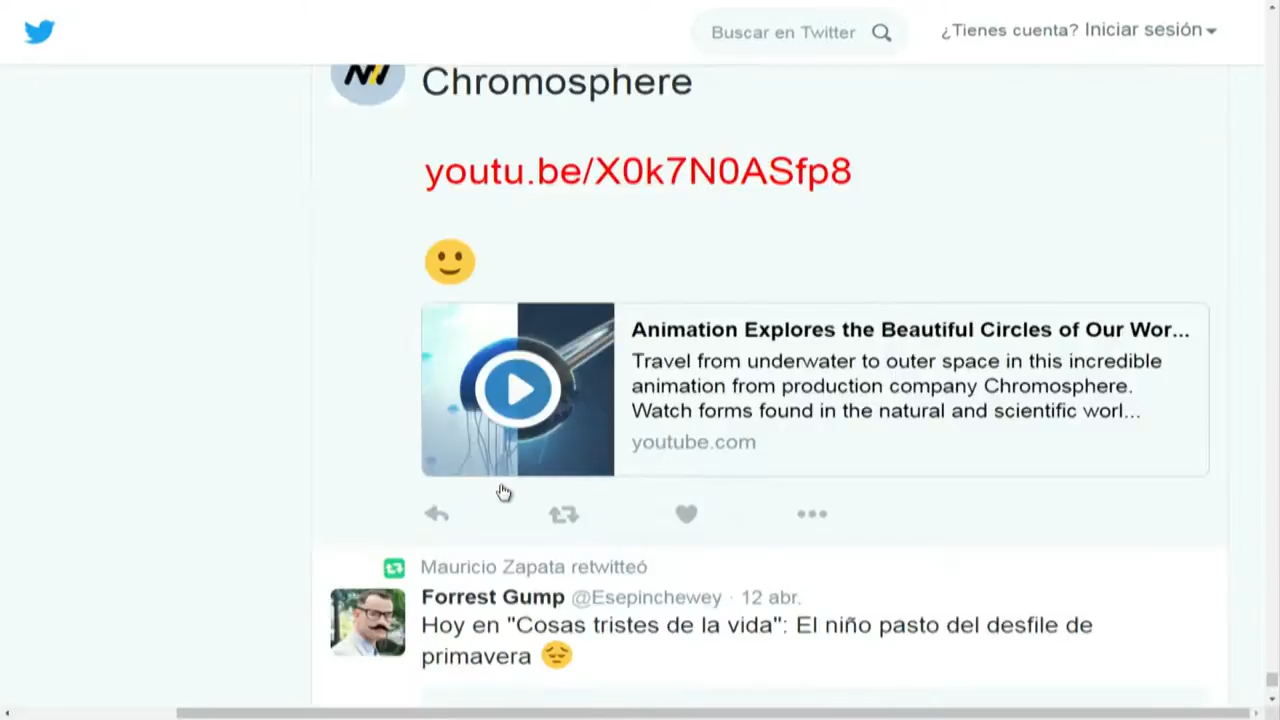 Buscar en Twitter
¿Tienes cuenta? Iniciar sesión
Chromosphere
youtu.be/X0k7N0ASfp8
Animation Explores the Beautiful Circles of Our Wor...
Travel from underwater to outer space in this incredible
animation from production company Chromosphere.
Watch forms found in the natural and scientific worl...
youtube.com
Mauricio Zapata retwitteó
Forrest Gump @Esepinchewey · 12 abr.
Hoy en "Cosas tristes de la vida": El niño pasto del desfile de
primavera